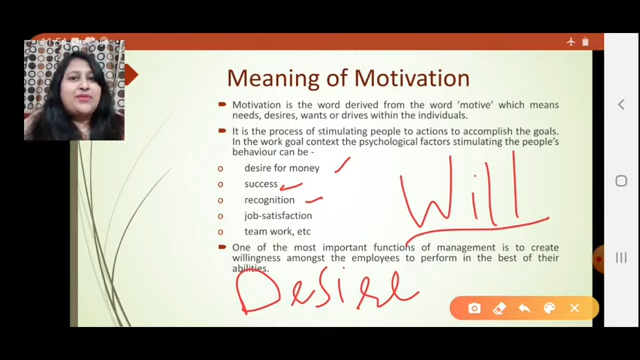 Meaning of Motivation
Motivation is the word derived from the word 'motive' which means
needs, desires, wants or drives within the individuals.
It is the process of stimulating people to actions to accomplish the goals.
In the work goal context the psychological factors stimulating the people's
behaviour can be -
desire for money
success
recognition
job-satisfaction
team work, etc
Will
One of the most important functions of management is to create
willingness amongst the employees to perform in the best of their
abilities.
Desire